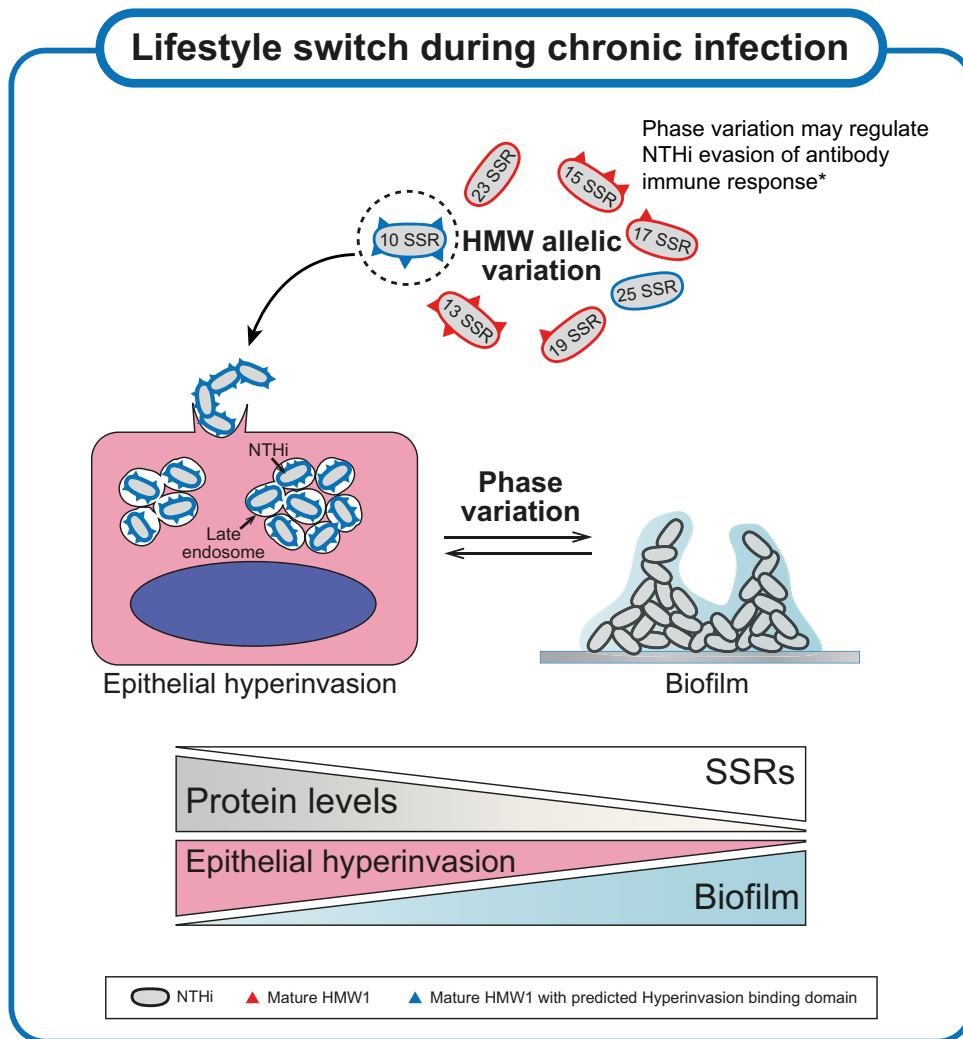 Lifestyle switch during chronic infection
Phase variation may regulate
NTHi evasion of antibody
immune response*
23 SSR
15 SSR
10 SSR
17 SSR
HMW allelic
variation
25 SSR
13 SSR
19 SSR
NTHi
Late
endosome
Phase
variation
Epithelial hyperinvasion
Biofilm
SSRs
Protein levels
Epithelial hyperinvasion
Biofilm
NTHi
Mature HMW1
Mature HMW1 with predicted Hyperinvasion binding domain